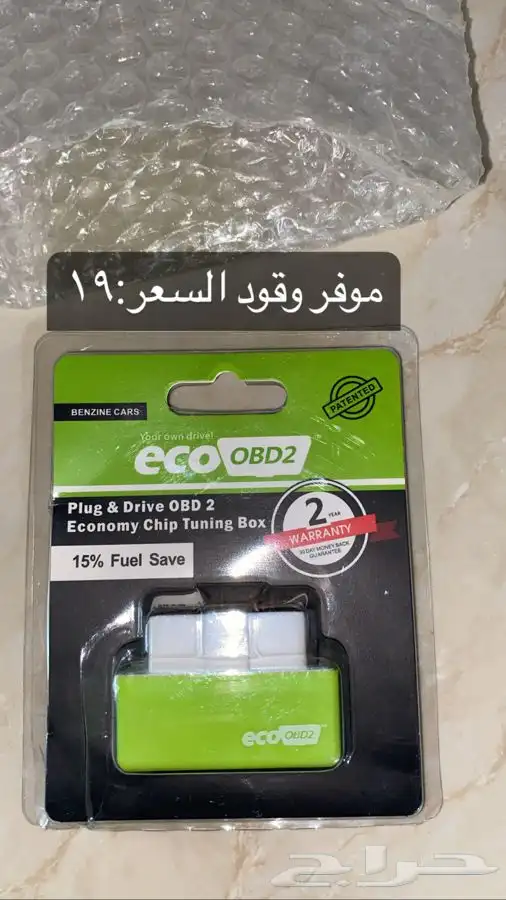 موفر وقود السعر:١٩
BENZINE CARS
PATENTED
Your own drive!
eco OBD2
Plug & Drive OBD 2
Economy Chip Tuning Box
15% Fuel Save
2 YEAR
WARRANTY
30 DAY MONEY BACK
GUARANTEE
eco OBD2
حراج